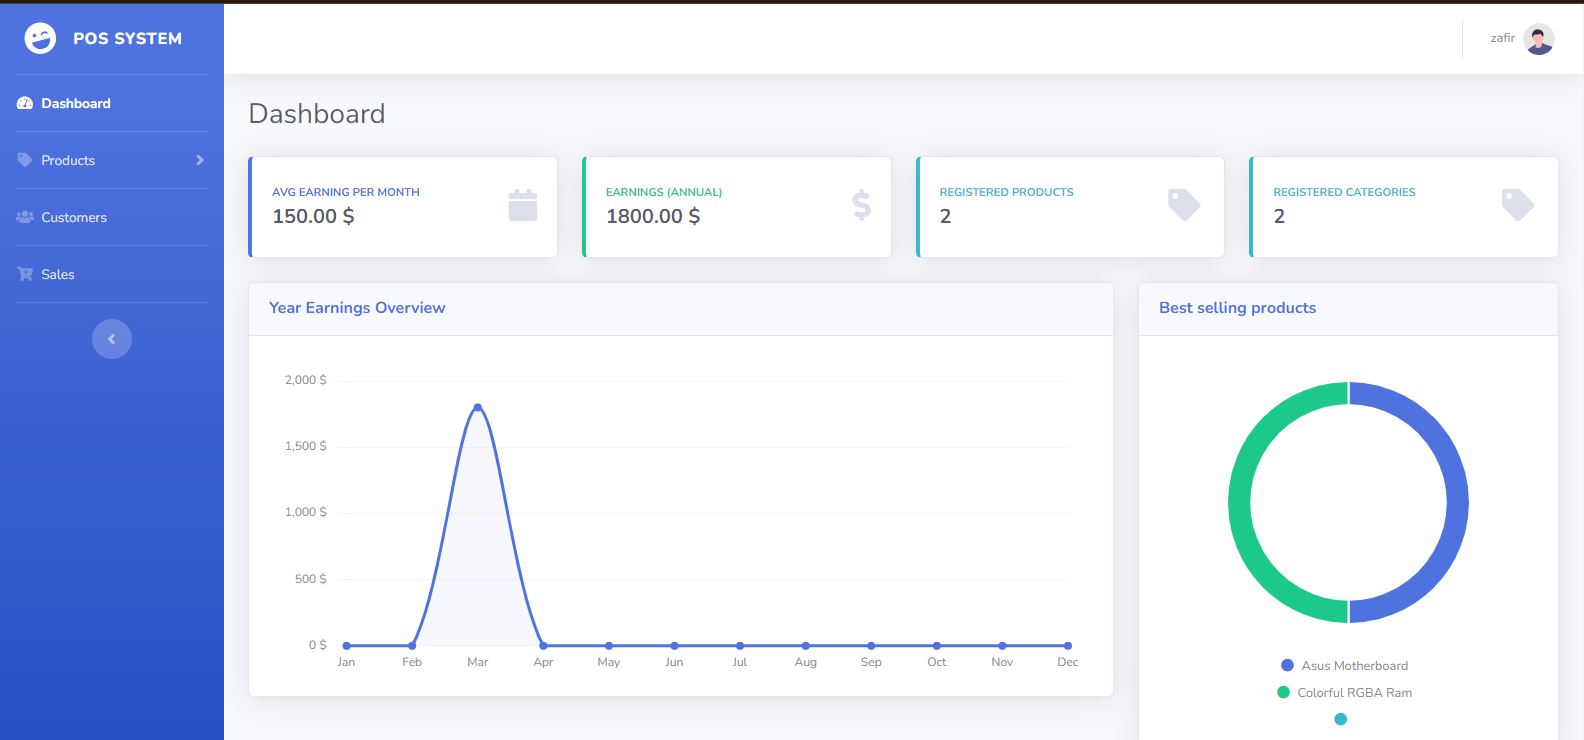 POS SYSTEM
zafir
Dashboard
Products
Customers
Sales
Dashboard
AVG EARNING PER MONTH
150.00 $
EARNINGS (ANNUAL)
1800.00 $
REGISTERED PRODUCTS
2
REGISTERED CATEGORIES
2
Year Earnings Overview
2,000 $
1,500 $
1,000 $
500 $
0 $
Jan Feb Mar Apr May Jun Jul Aug Sep Oct Nov Dec
Best selling products
Asus Motherboard
Colorful RGBA Ram